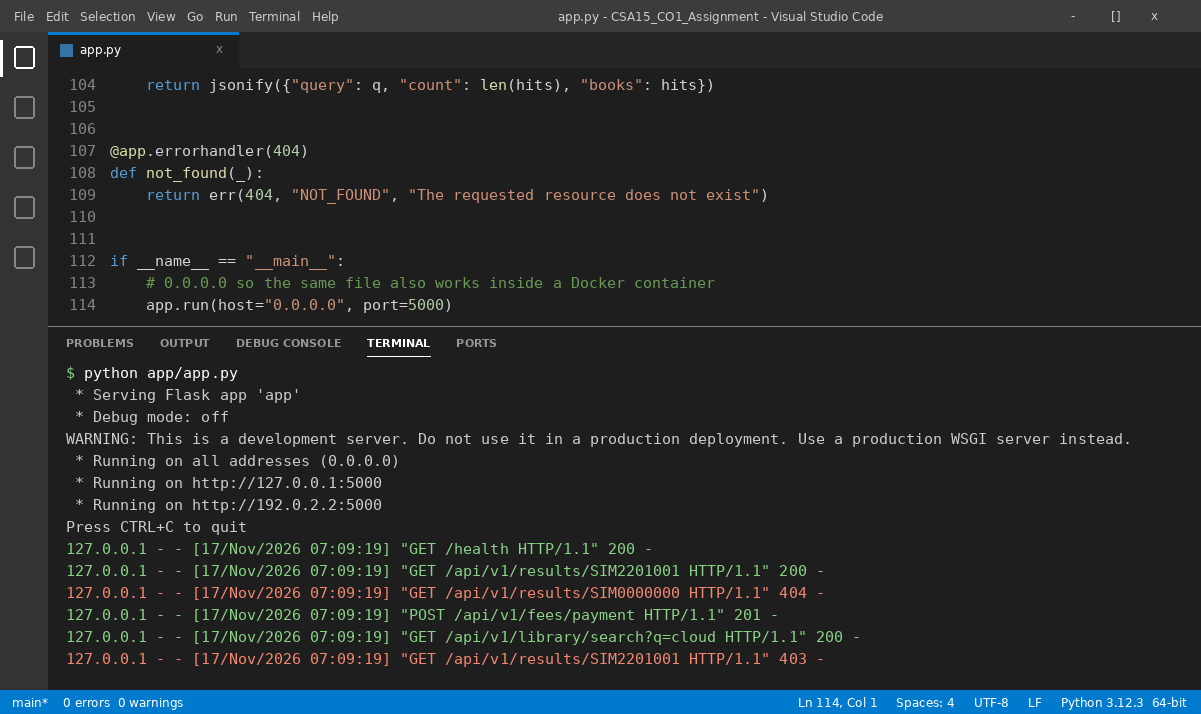 File Edit Selection View Go Run Terminal Help app.py - CSA15_CO1_Assignment - Visual Studio Code - [] x
app.py x
104     return jsonify({"query": q, "count": len(hits), "books": hits})
105
106
107 @app.errorhandler(404)
108 def not_found(_):
109     return err(404, "NOT_FOUND", "The requested resource does not exist")
110
111
112 if __name__ == "__main__":
113     # 0.0.0.0 so the same file also works inside a Docker container
114     app.run(host="0.0.0.0", port=5000)
PROBLEMS OUTPUT DEBUG CONSOLE TERMINAL PORTS
$ python app/app.py
 * Serving Flask app 'app'
 * Debug mode: off
WARNING: This is a development server. Do not use it in a production deployment. Use a production WSGI server instead.
 * Running on all addresses (0.0.0.0)
 * Running on http://127.0.0.1:5000
 * Running on http://192.0.2.2:5000
Press CTRL+C to quit
127.0.0.1 - - [17/Nov/2026 07:09:19] "GET /health HTTP/1.1" 200 -
127.0.0.1 - - [17/Nov/2026 07:09:19] "GET /api/v1/results/SIM2201001 HTTP/1.1" 200 -
127.0.0.1 - - [17/Nov/2026 07:09:19] "GET /api/v1/results/SIM0000000 HTTP/1.1" 404 -
127.0.0.1 - - [17/Nov/2026 07:09:19] "POST /api/v1/fees/payment HTTP/1.1" 201 -
127.0.0.1 - - [17/Nov/2026 07:09:19] "GET /api/v1/library/search?q=cloud HTTP/1.1" 200 -
127.0.0.1 - - [17/Nov/2026 07:09:19] "GET /api/v1/results/SIM2201001 HTTP/1.1" 403 -
main* 0 errors 0 warnings Ln 114, Col 1 Spaces: 4 UTF-8 LF Python 3.12.3 64-bit